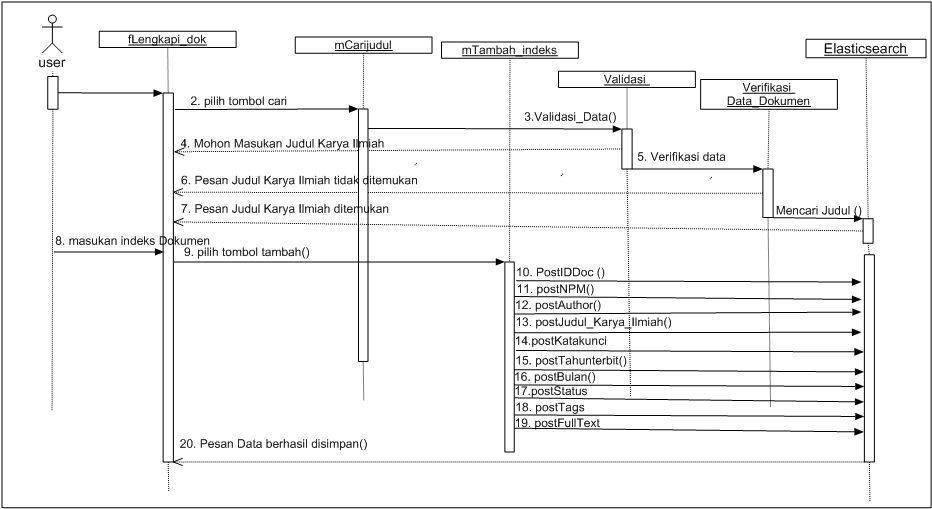 fLengkapi_dok
mCarijudul
mTambah_indeks
Elasticsearch
user
Validasi
Verifikasi
Data_Dokumen
2. pilih tombol cari
3.Validasi_Data()
4. Mohon Masukan Judul Karya Ilmiah
5. Verifikasi data
6. Pesan Judul Karya Ilmiah tidak ditemukan
7. Pesan Judul Karya Ilmiah ditemukan
Mencari Judul ()
8. masukan indeks Dokumen
9. pilih tombol tambah()
10. PostIDDoc ()
11. postNPM()
12. postAuthor()
13. postJudul_Karya_Ilmiah()
14.postKatakunci
15. postTahunterbit()
16. postBulan()
17.postStatus
18. postTags
19. postFullText
20. Pesan Data berhasil disimpan()